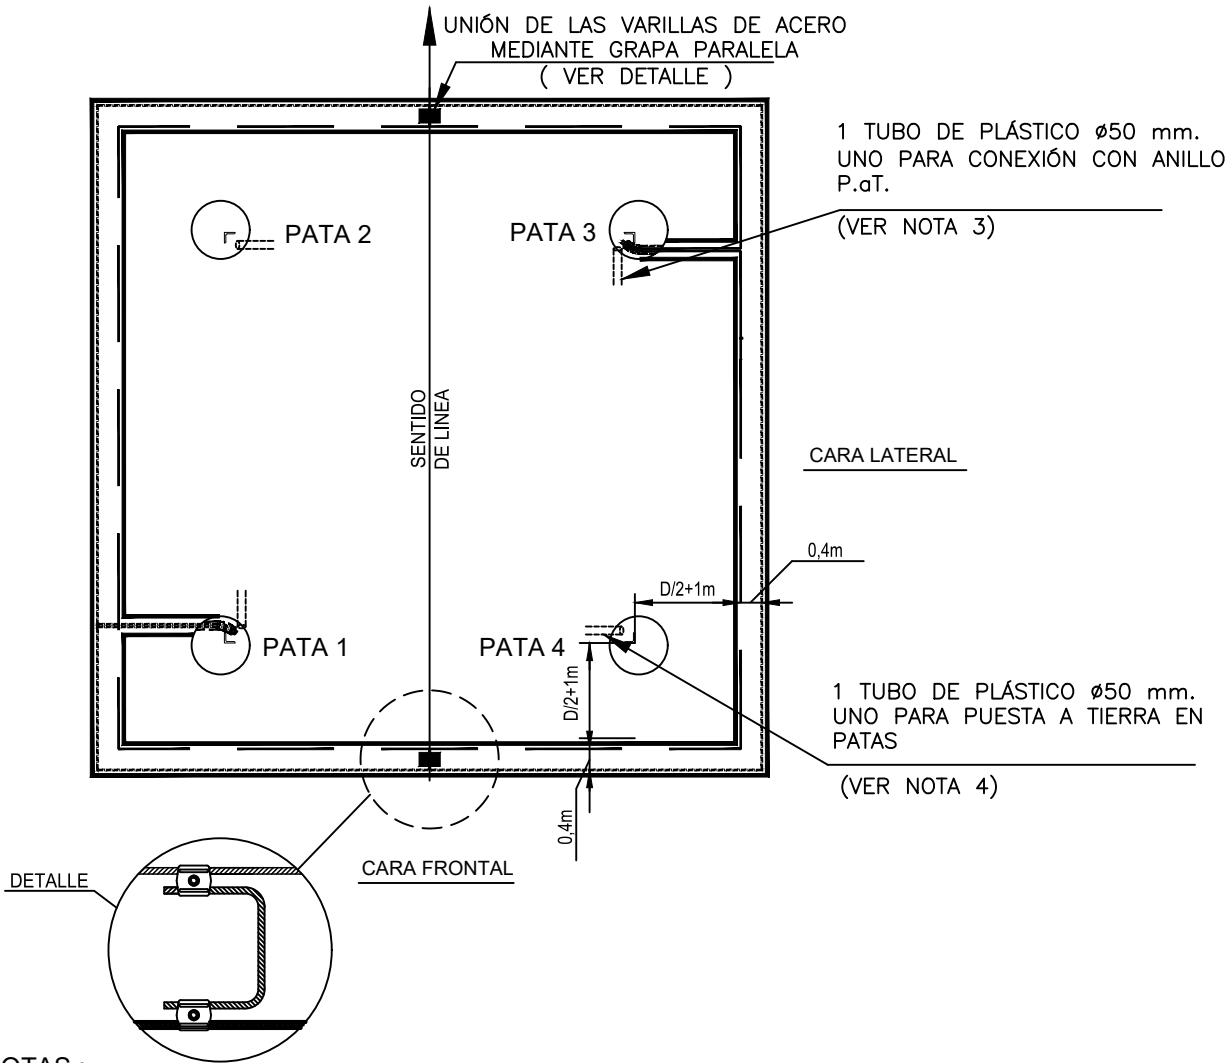 UNIÓN DE LAS VARILLAS DE ACERO
MEDIANTE GRAPA PARALELA
( VER DETALLE )
1 TUBO DE PLÁSTICO ø50 mm.
UNO PARA CONEXIÓN CON ANILLO
P.aT.
(VER NOTA 3)
PATA 2
PATA 3
SENTIDO
DE LINEA
CARA LATERAL
0,4m
D/2+1m
PATA 1
PATA 4
D/2+1m
1 TUBO DE PLÁSTICO ø50 mm.
UNO PARA PUESTA A TIERRA EN
PATAS
(VER NOTA 4)
0,4m
CARA FRONTAL
DETALLE